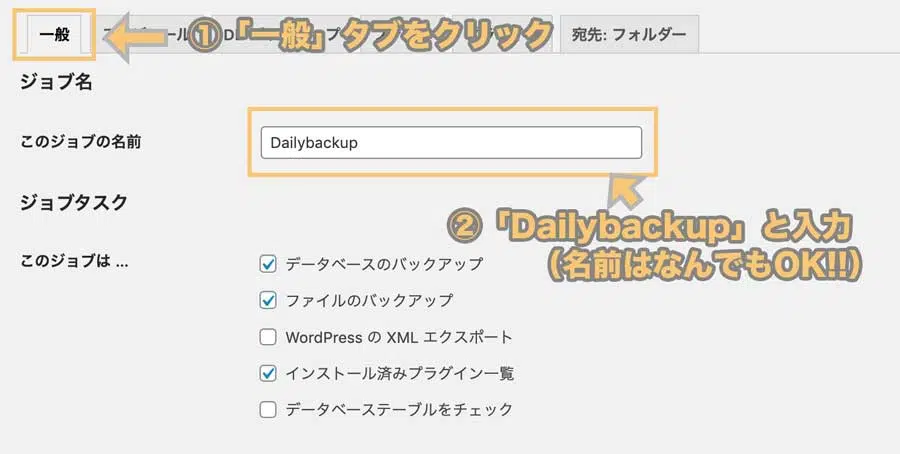 一般
①「一般」タブをクリック
宛先: フォルダー
ジョブ名
このジョブの名前
Dailybackup
②「Dailybackup」と入力
（名前はなんでもOK!!）
ジョブタスク
このジョブは ...
データベースのバックアップ
ファイルのバックアップ
WordPress の XML エクスポート
インストール済みプラグイン一覧
データベーステーブルをチェック